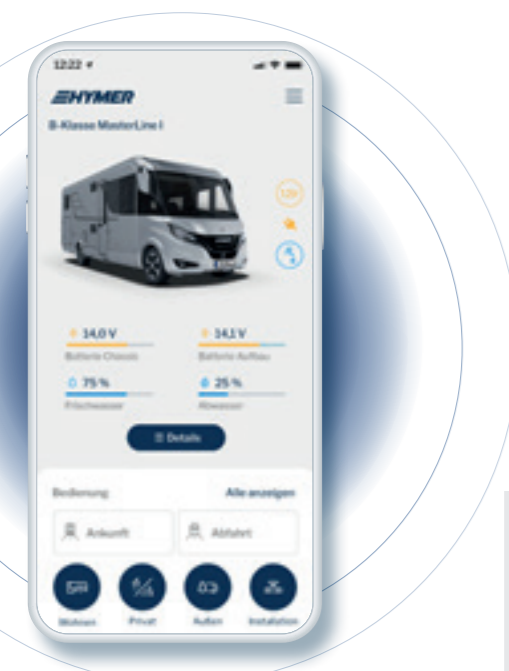 12:22
HYMER
B-Klasse MasterLine I
12V
14,0 V 14,1 V
Batterie Chassis Batterie Aufbau
75 % 25 %
Frischwasser Abwasser
Details
Bedienung Alle anzeigen
Ankunft Abfahrt
Wohnen Privat Außen Installation